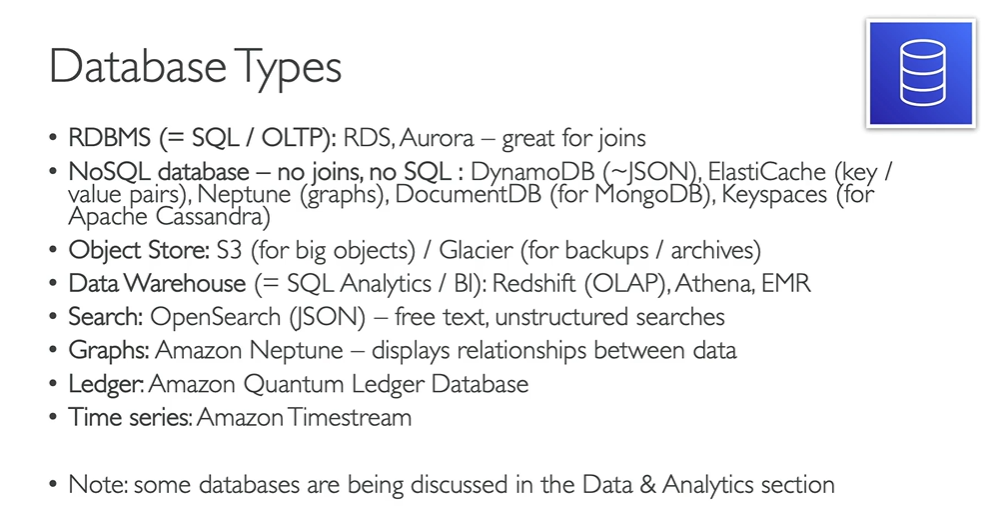 Database Types
• RDBMS (= SQL / OLTP): RDS, Aurora – great for joins
• NoSQL database – no joins, no SQL : DynamoDB (~JSON), ElastiCache (key /
value pairs), Neptune (graphs), DocumentDB (for MongoDB), Keyspaces (for
Apache Cassandra)
• Object Store: S3 (for big objects) / Glacier (for backups / archives)
• Data Warehouse (= SQL Analytics / BI): Redshift (OLAP), Athena, EMR
• Search: OpenSearch (JSON) – free text, unstructured searches
• Graphs: Amazon Neptune – displays relationships between data
• Ledger: Amazon Quantum Ledger Database
• Time series: Amazon Timestream
• Note: some databases are being discussed in the Data & Analytics section